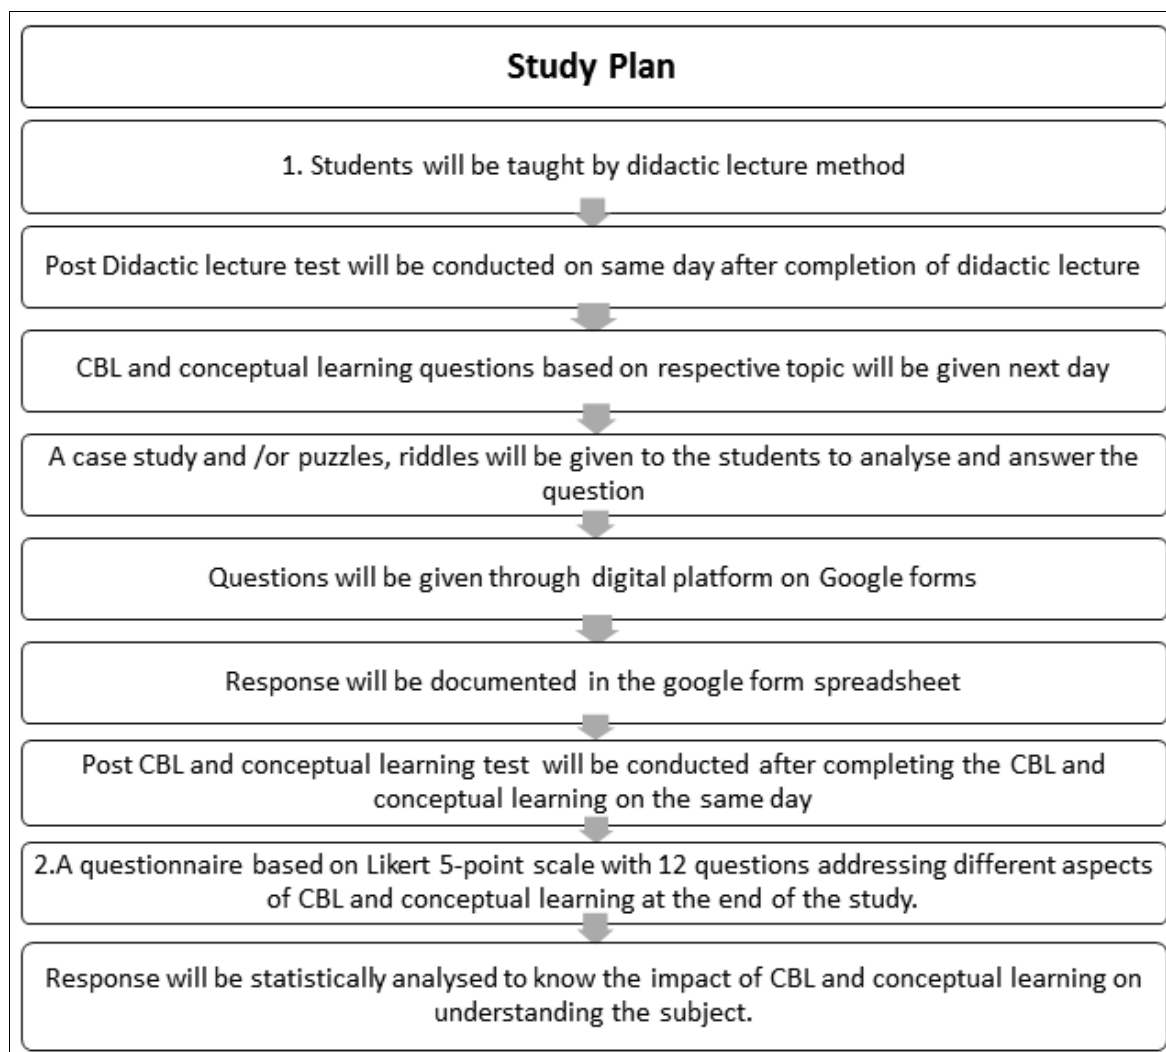 Study Plan
1. Students will be taught by didactic lecture method
Post Didactic lecture test will be conducted on same day after completion of didactic lecture
CBL and conceptual learning questions based on respective topic will be given next day
A case study and /or puzzles, riddles will be given to the students to analyse and answer the
question
Questions will be given through digital platform on Google forms
Response will be documented in the google form spreadsheet
Post CBL and conceptual learning test will be conducted after completing the CBL and
conceptual learning on the same day
2.A questionnaire based on Likert 5-point scale with 12 questions addressing different aspects
of CBL and conceptual learning at the end of the study.
Response will be statistically analysed to know the impact of CBL and conceptual learning on
understanding the subject.